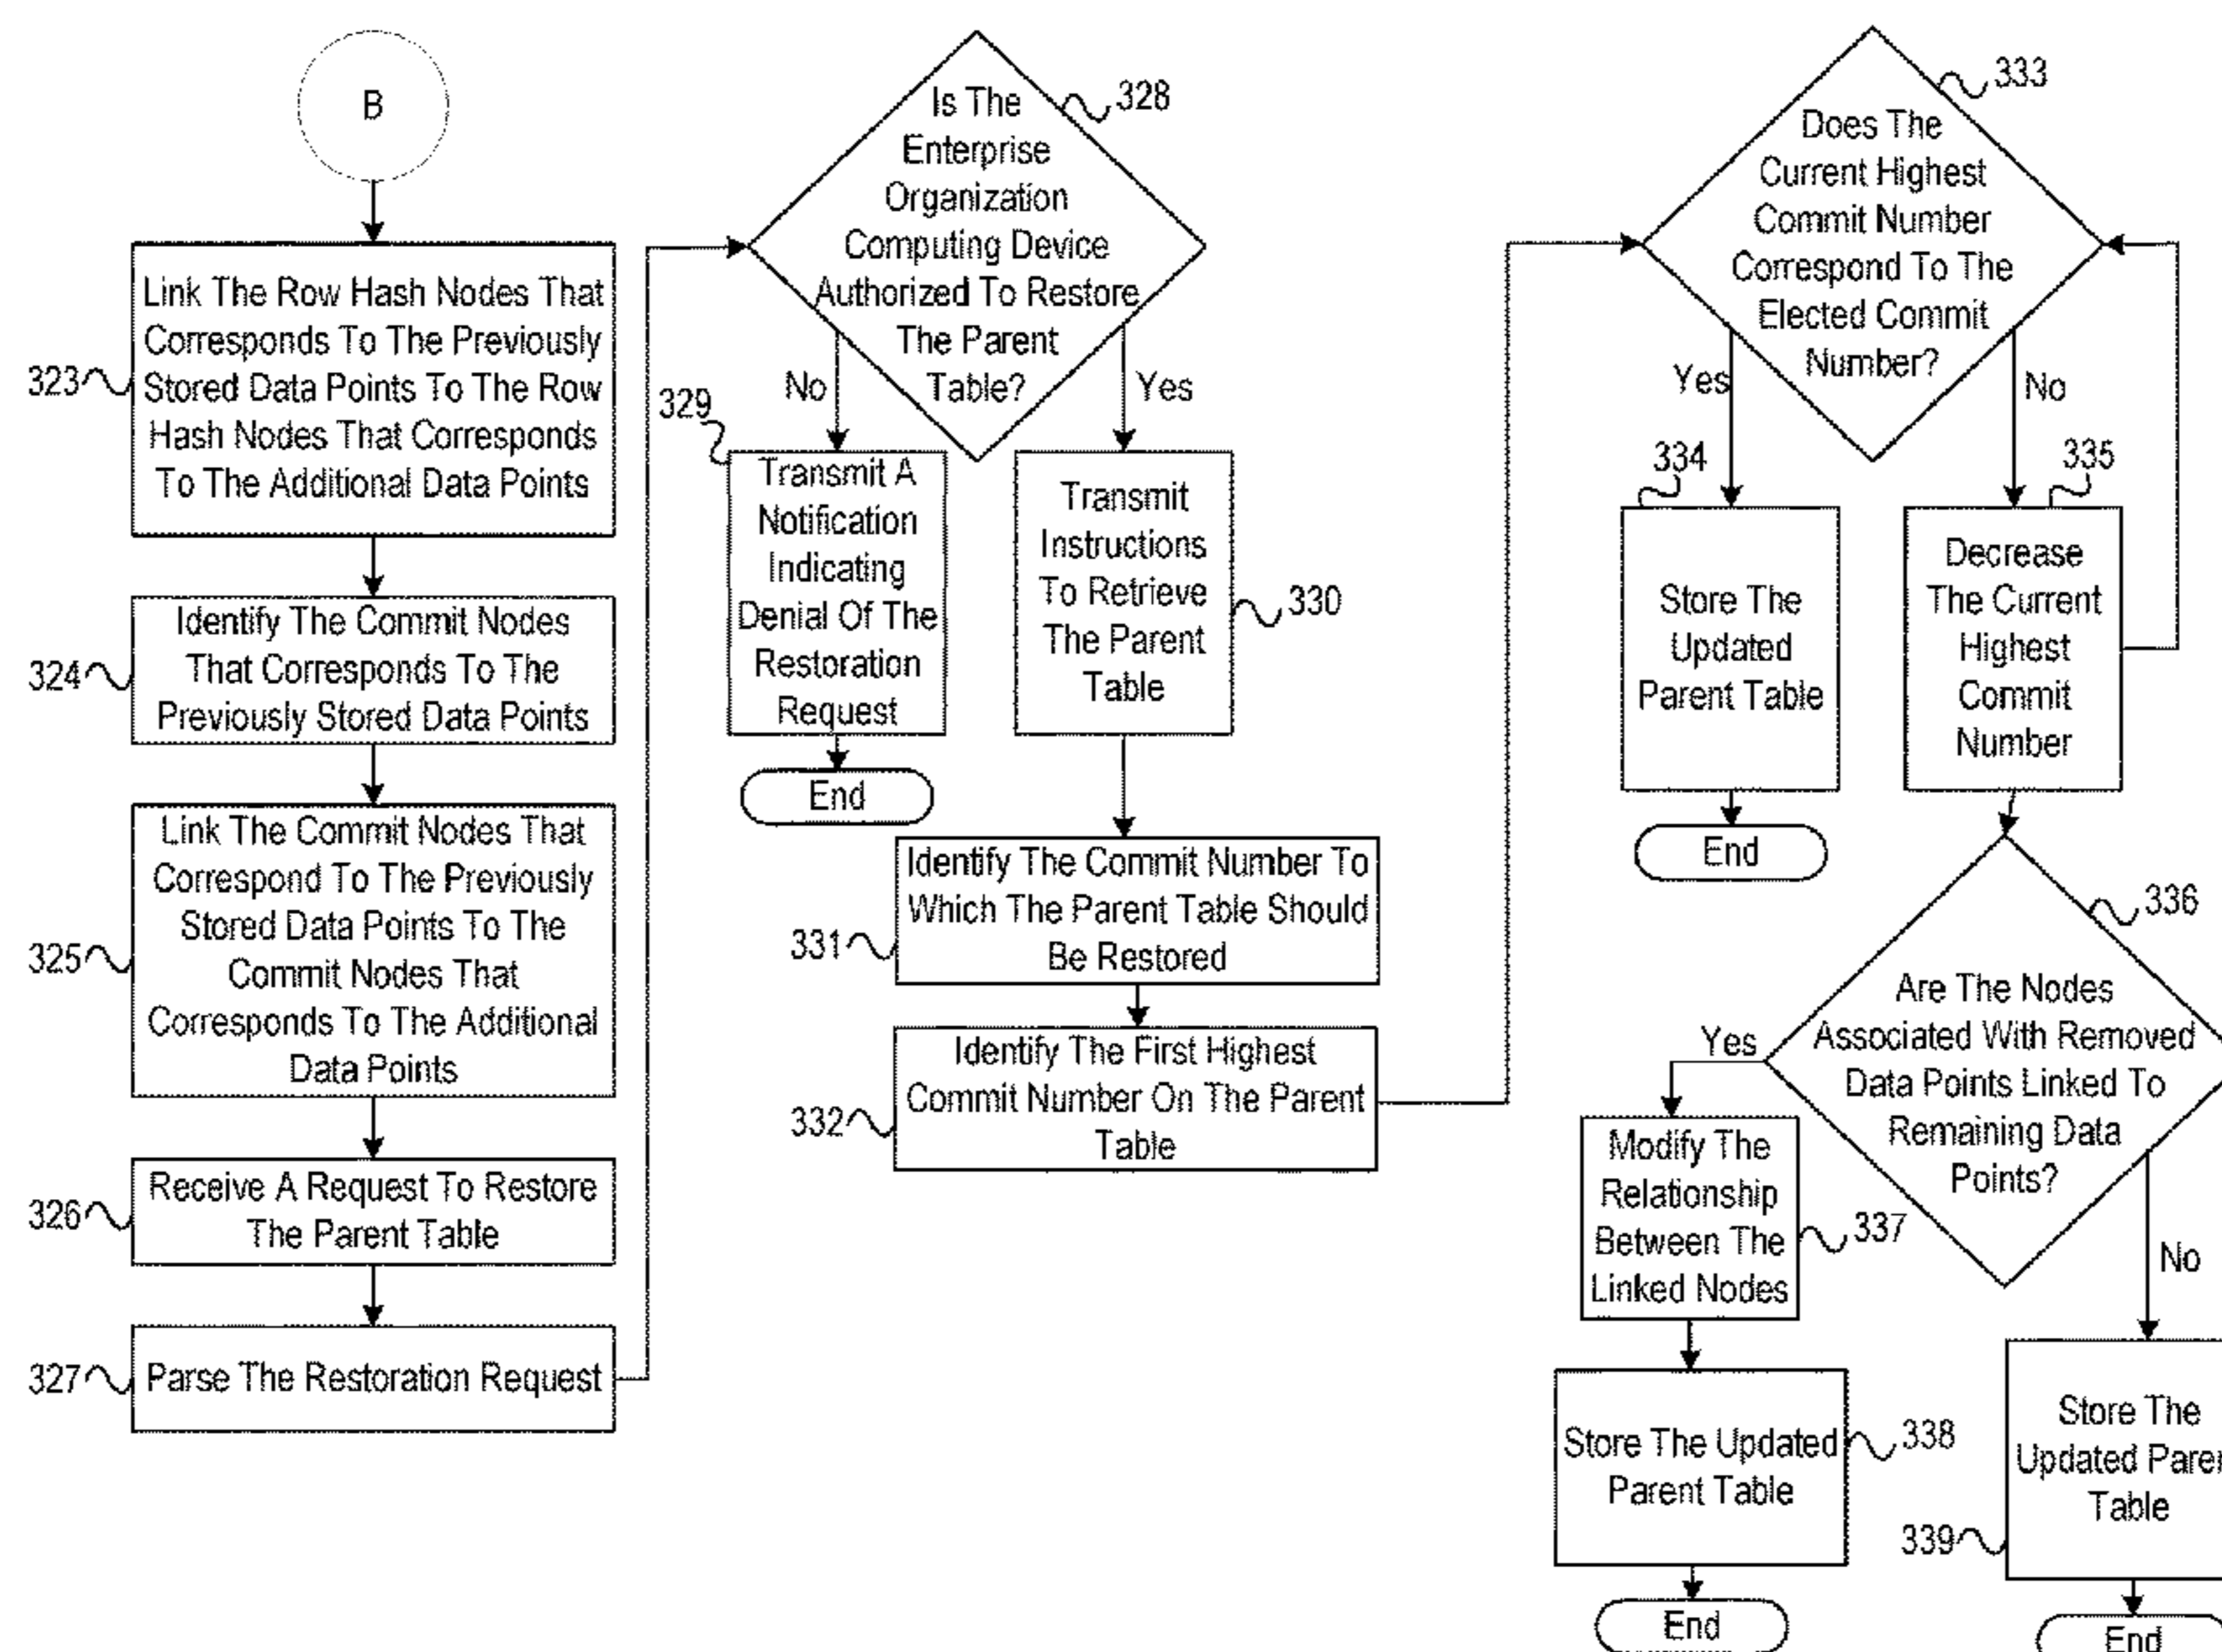 B
Link The Row Hash Nodes That
Corresponds To The Previously
Stored Data Points To The Row
Hash Nodes That Corresponds
To The Additional Data Points
323
Identify The Commit Nodes
That Corresponds To The
Previously Stored Data Points
324
Link The Commit Nodes That
Correspond To The Previously
Stored Data Points To The
Commit Nodes That
Corresponds To The Additional
Data Points
325
Receive A Request To Restore
The Parent Table
326
Parse The Restoration Request
327
Is The
Enterprise
Organization
Computing Device
Authorized To Restore
The Parent
Table?
328
No
Yes
329
Transmit A
Notification
Indicating
Denial Of The
Restoration
Request
End
Transmit
Instructions
To Retrieve
The Parent
Table
330
Identify The Commit Number To
Which The Parent Table Should
Be Restored
331
Identify The First Highest
Commit Number On The Parent
Table
332
Does The
Current Highest
Commit Number
Correspond To The
Elected Commit
Number?
333
Yes
No
334
Store The
Updated
Parent Table
End
335
Decrease
The Current
Highest
Commit
Number
Are The Nodes
Associated With Removed
Data Points Linked To
Remaining Data
Points?
336
Yes
No
Modify The
Relationship
Between The
Linked Nodes
337
Store The Updated
Parent Table
338
End
Store The
Updated
Table
339
End